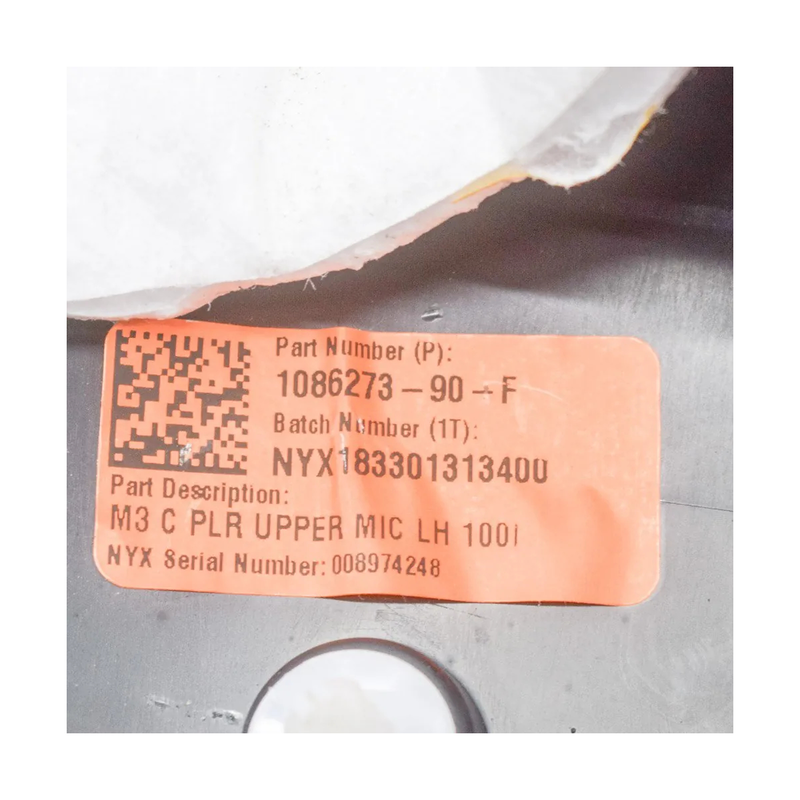 Part Number (P):
1086273-90-F
Batch Number (1T):
NYX183301313400
Part Description:
M3 C PLR UPPER MIC LH 100I
NYX Serial Number: 008974248